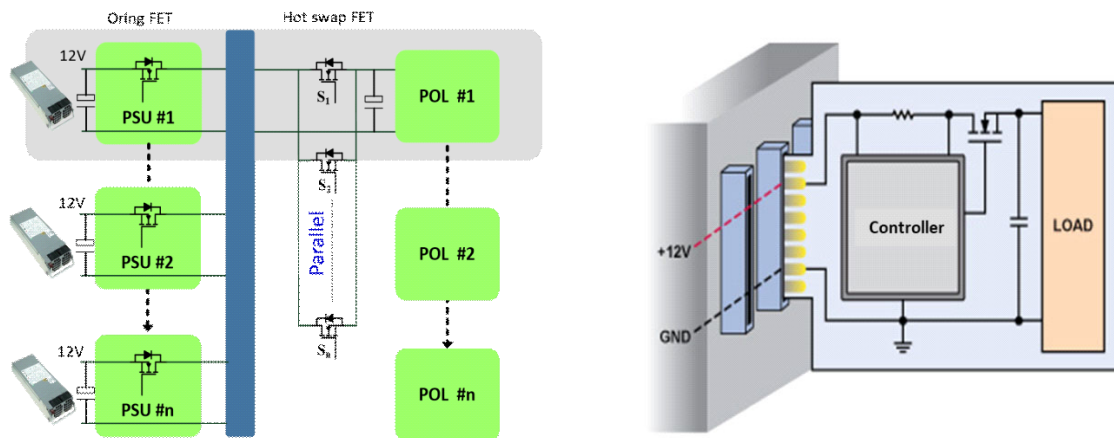 Oring FET
Hot swap FET
12V
PSU #1
S1
POL #1
S2
12V
PSU #2
Parallel
POL #2
12V
PSU #n
Sn
POL #n
+12V
GND
Controller
LOAD